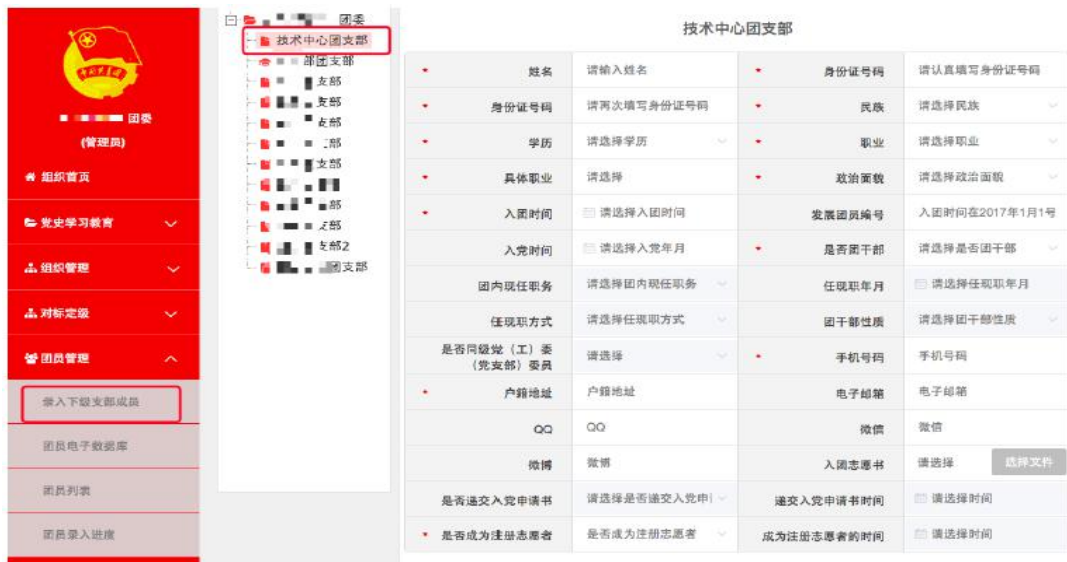 团委
(管理员)
组织首页
党史学习教育
组织管理
对标定级
团员管理
录入下级支部成员
团员电子数据库
团员列表
团员录入进度
团委
技术中心团支部
部团支部
支部
支部
支部
部
支部
部
支部
支部2
团支部
技术中心团支部
* 姓名 请输入姓名 * 身份证号码 请认真填写身份证号码
* 身份证号码 请再次填写身份证号码 * 民族 请选择民族
* 学历 请选择学历 * 职业 请选择职业
* 具体职业 请选择 * 政治面貌 请选择政治面貌
* 入团时间 请选择入团时间 发展团员编号 入团时间在2017年1月1号
入党时间 请选择入党年月 * 是否团干部 请选择是否团干部
团内现任职务 请选择团内现任职务 任现职年月 请选择任现职年月
任现职方式 请选择任现职方式 团干部性质 请选择团干部性质
是否同级党（工）委
（党支部）委员 请选择 * 手机号码 手机号码
* 户籍地址 户籍地址 电子邮箱 电子邮箱
QQ QQ 微信 微信
微博 微博 入团志愿书 请选择 选择文件
是否递交入党申请书 请选择是否递交入党申 递交入党申请书时间 请选择时间
* 是否成为注册志愿者 是否成为注册志愿者 成为注册志愿者的时间 请选择时间